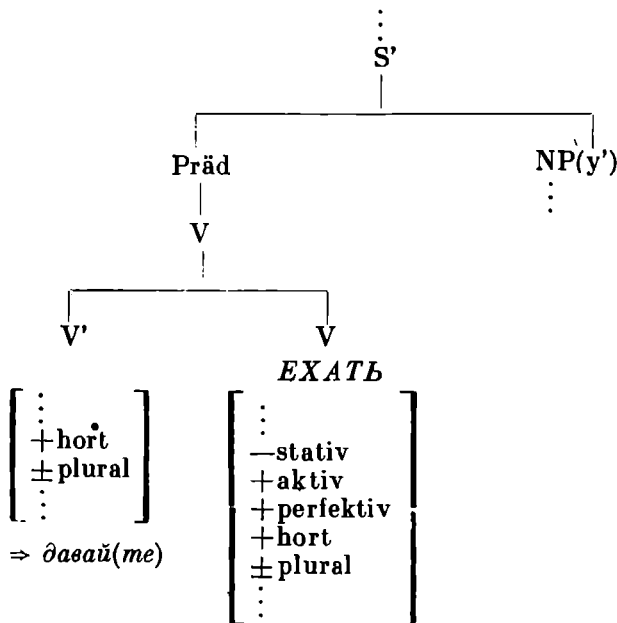 S'
Präd NP(y')
V
V' V
ЕХАТЬ
+hort
±plural
⇒ давай(те)
—stativ
+aktiv
+perfektiv
+hort
±plural